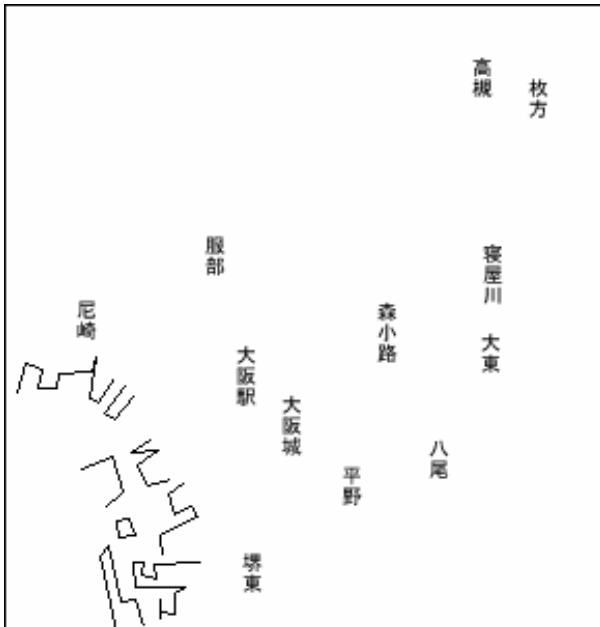 高槻
枚方
服部
寝屋川
尼崎
森小路
大東
大阪駅
大阪城
八尾
平野
堺東